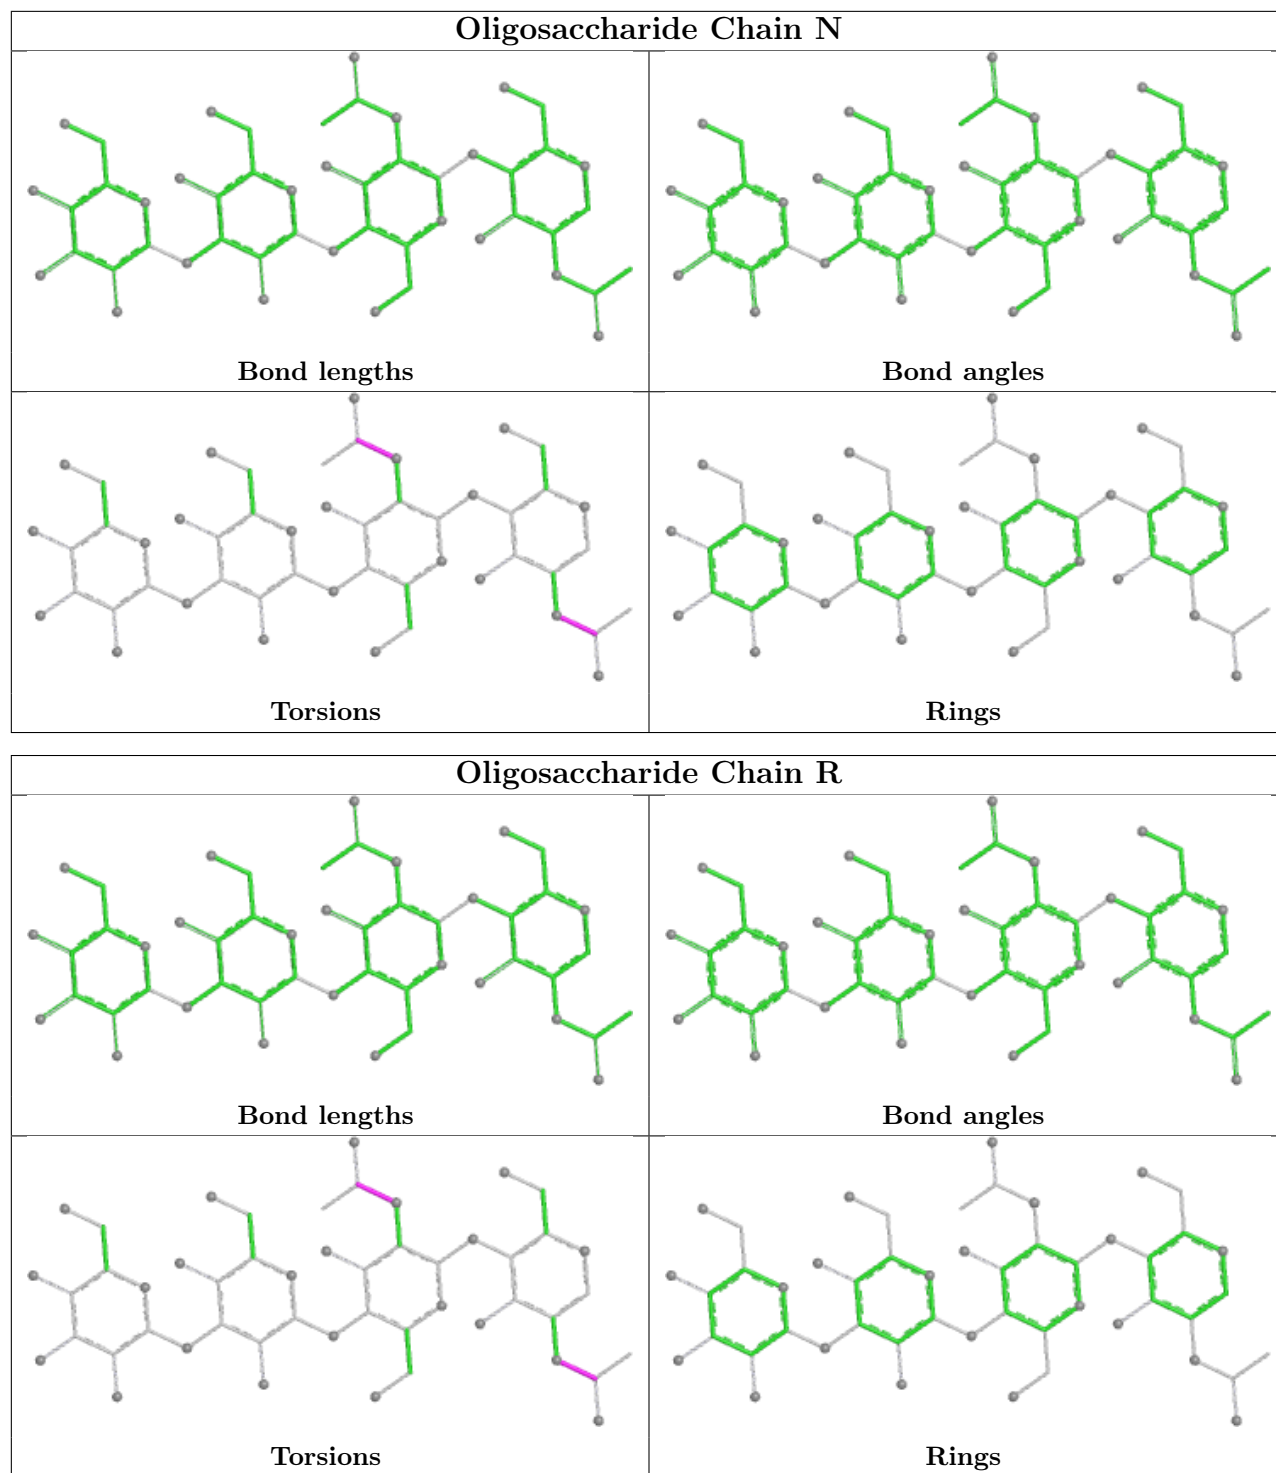 Oligosaccharide Chain N
Bond lengths
Bond angles
Torsions
Rings
Oligosaccharide Chain R
Bond lengths
Bond angles
Torsions
Rings